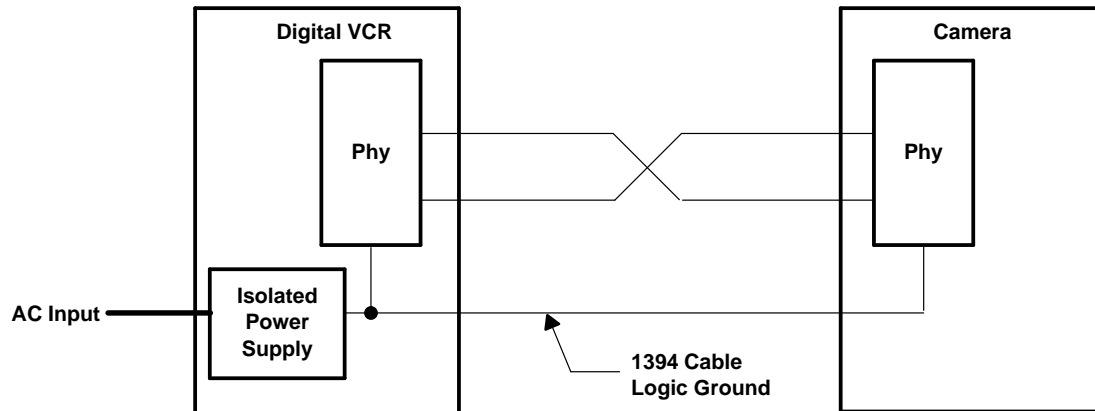 Digital VCR
Camera
Phy
Phy
AC Input
Isolated
Power
Supply
1394 Cable
Logic Ground